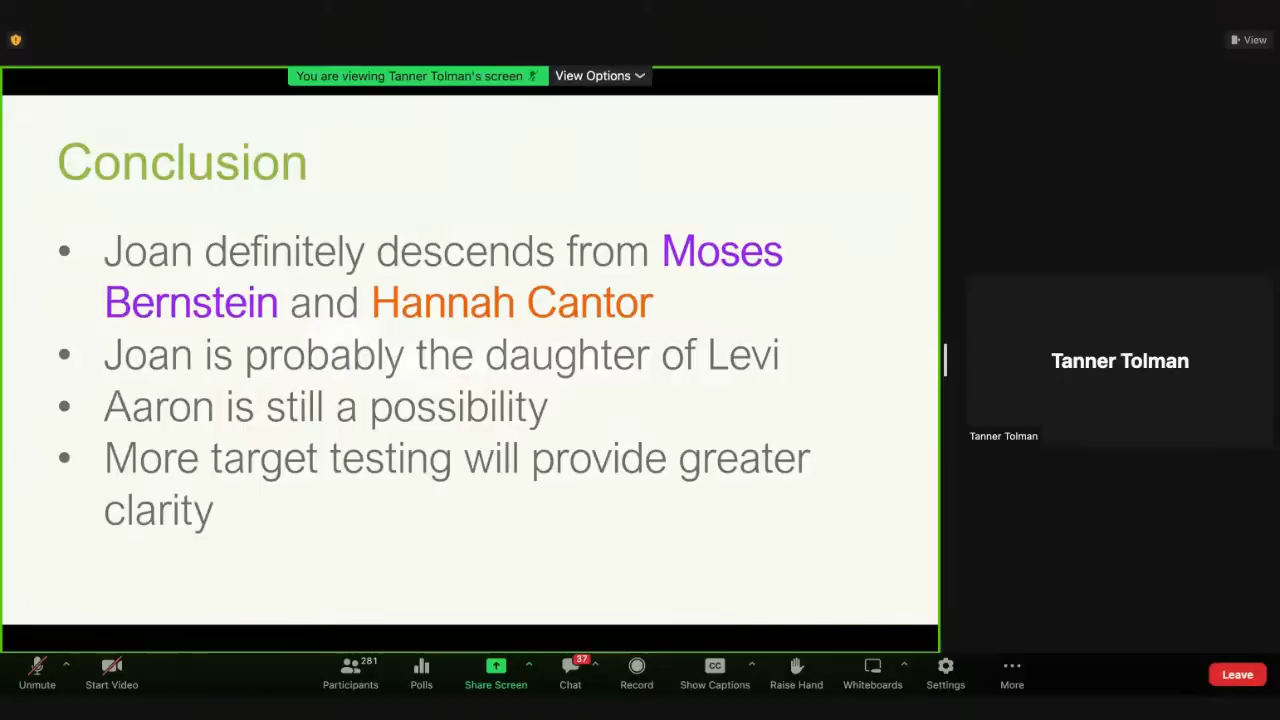 View
You are viewing Tanner Tolman's screen
View Options
Conclusion
• Joan definitely descends from Moses
Bernstein and Hannah Cantor
• Joan is probably the daughter of Levi
• Aaron is still a possibility
• More target testing will provide greater
clarity
Tanner Tolman
Tanner Tolman
281
37
CC
Unmute
Start Video
Participants
Polls
Share Screen
Chat
Record
Show Captions
Raise Hand
Whiteboards
Settings
More
Leave